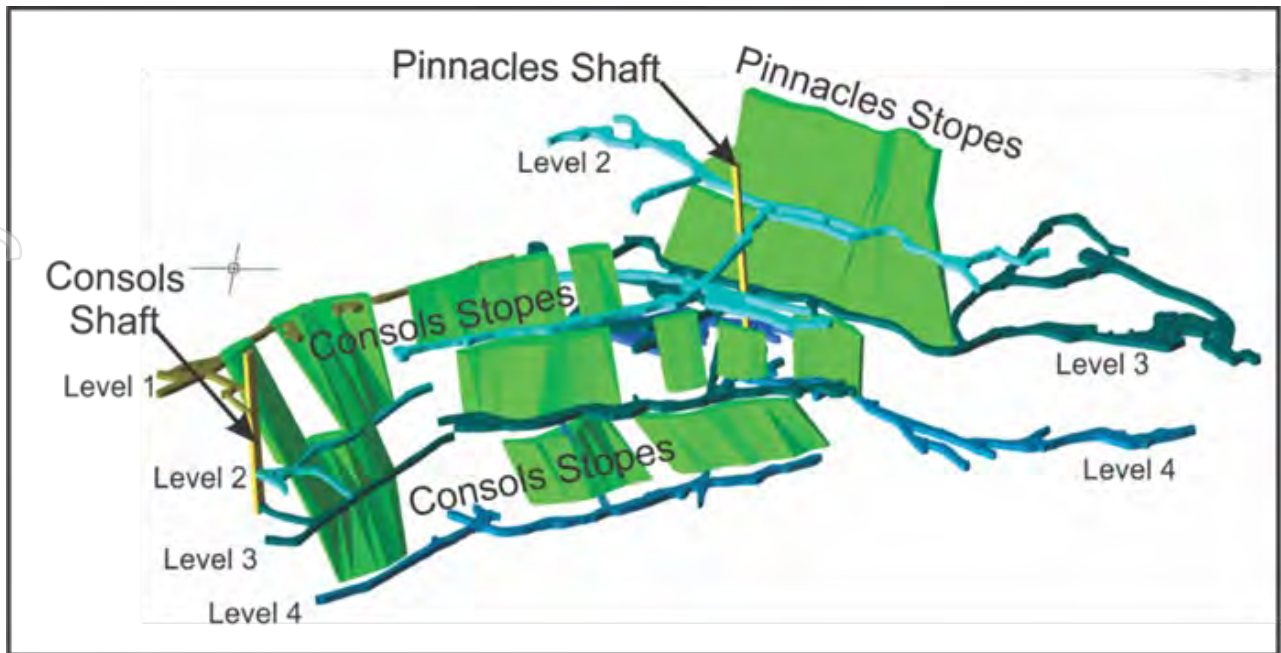 Pinnacles Shaft
Pinnacles Stopes
Level 2
Consols
Shaft
Consols Stopes
Level 1
Level 3
Level 2
Consols Stopes
Level 4
Level 3
Level 4